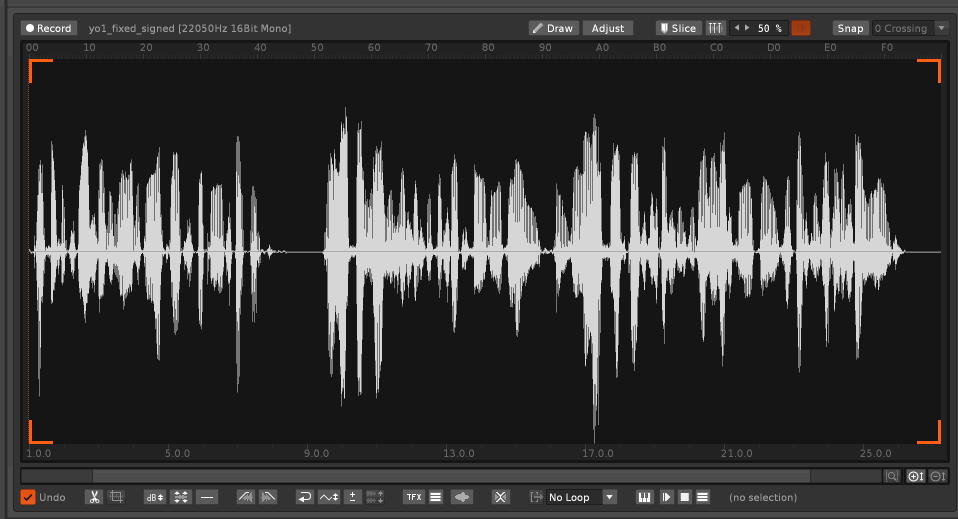 Record yo1_fixed_signed [22050Hz 16Bit Mono] Draw Adjust Slice 50 % Snap 0 Crossing
00 10 20 30 40 50 60 70 80 90 A0 B0 C0 D0 E0 F0
1.0.0 5.0.0 9.0.0 13.0.0 17.0.0 21.0.0 25.0.0
Undo dB TFX No Loop (no selection)